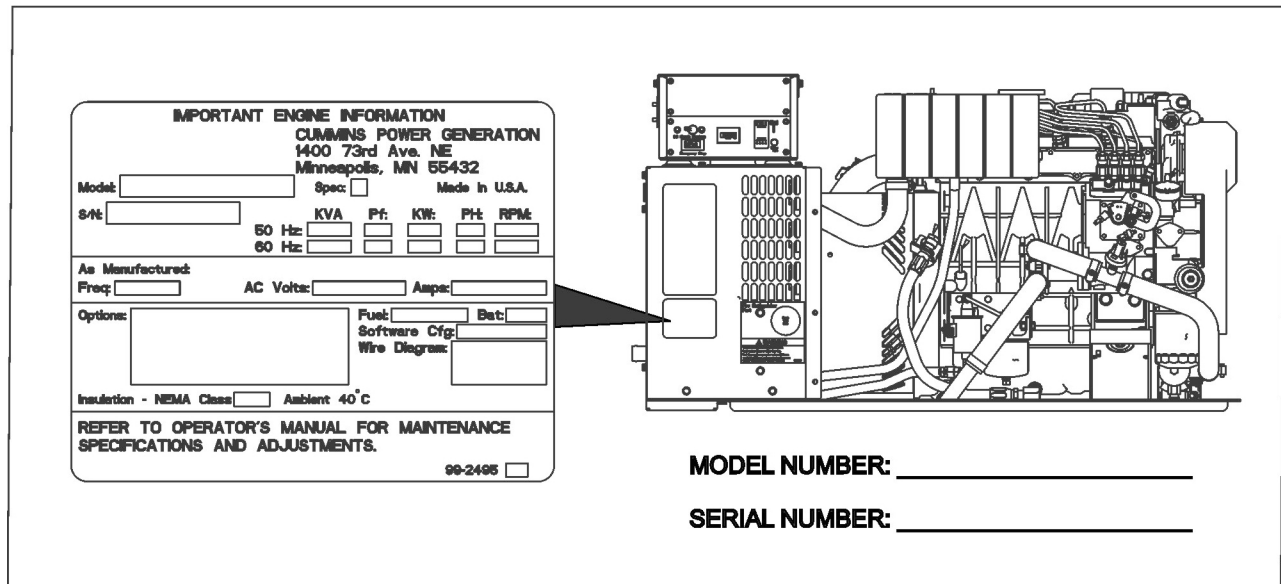 IMPORTANT ENGINE INFORMATION
CUMMINS POWER GENERATION
1400 73rd Ave. NE
Minneapolis, MN 55432
Model: Spec: Made in U.S.A.
S/N: KVA Pf: KW: PH: RPM:
50 Hz:
60 Hz:
As Manufactured:
Freq: AC Volts: Amps:
Options: Fuel: Bat:
Software Cfg:
Wire Diagram:
Insulation - NEMA Class Ambient 40°C
REFER TO OPERATOR'S MANUAL FOR MAINTENANCE
SPECIFICATIONS AND ADJUSTMENTS.
99-2495
WARNING
MODEL NUMBER:
SERIAL NUMBER: